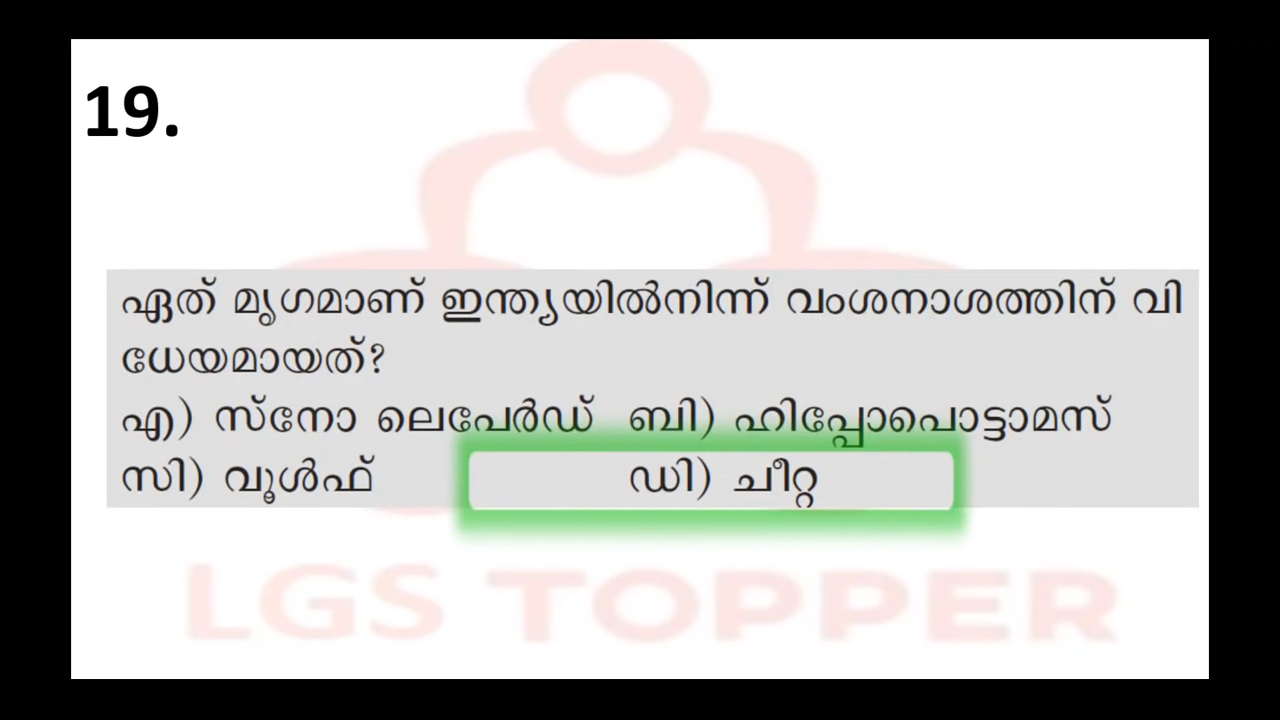 19.
ഏത് മൃഗമാണ് ഇന്ത്യയിൽനിന്ന് വംശനാശത്തിന് വി
ധേയമായത്?
എ) സ്നോ ലെപേർഡ് ബി) ഹിപ്പോപൊട്ടാമസ്
സി) വൂൾഫ് ഡി) ചീറ്റ
LGS TOPPER